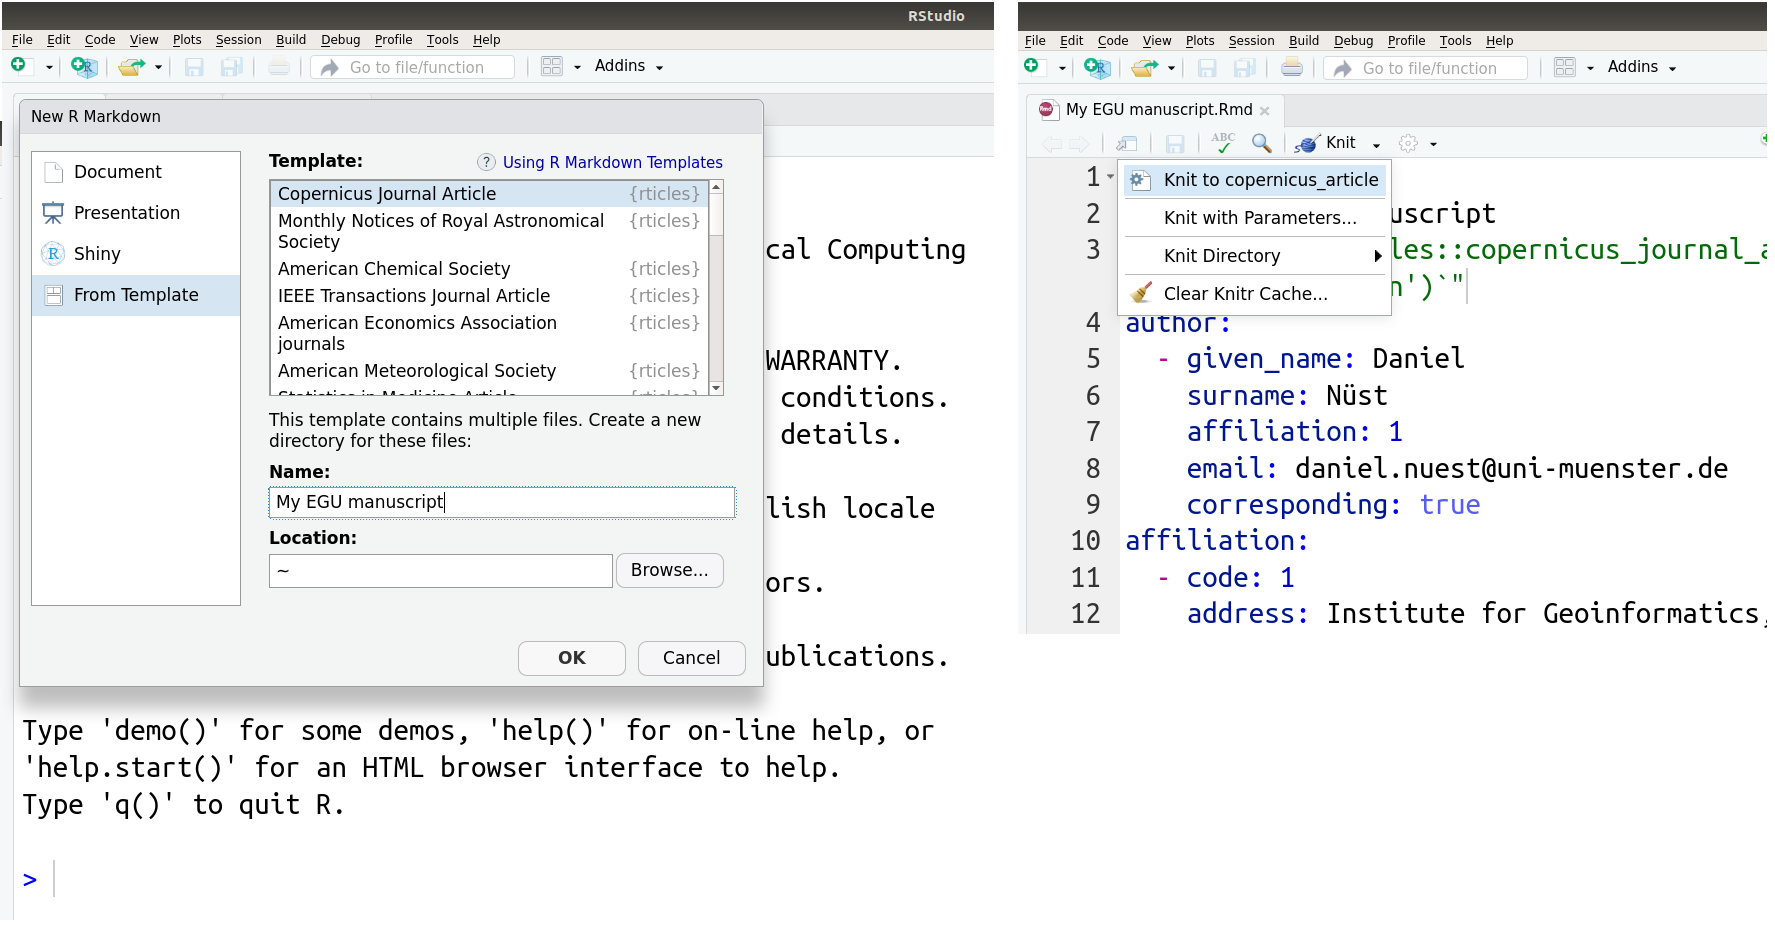 RStudio
File Edit Code View Plots Session Build Debug Profile Tools Help
Go to file/function Addins
New R Markdown
Document
Presentation
Shiny
From Template
Template: ? Using R Markdown Templates
Copernicus Journal Article {rticles}
Monthly Notices of Royal Astronomical {rticles}
Society
American Chemical Society {rticles}
IEEE Transactions Journal Article {rticles}
American Economics Association {rticles}
journals
American Meteorological Society {rticles}
Statistics in Medicine Article {rticles}
This template contains multiple files. Create a new
directory for these files:
Name:
My EGU manuscript
Location:
~ Browse...
OK Cancel
cal Computing
WARRANTY.
conditions.
details.
lish locale
ors.
ublications.
Type 'demo()' for some demos, 'help()' for on-line help, or
'help.start()' for an HTML browser interface to help.
Type 'q()' to quit R.
>
File Edit Code View Plots Session Build Debug Profile Tools Help
Go to file/function Addins
Rmd My EGU manuscript.Rmd
ABC Knit
Knit to copernicus_article
Knit with Parameters...
Knit Directory
Clear Knitr Cache...
1
2 uscript
3 les::copernicus_journal_a
n')`"
4 author:
5 - given_name: Daniel
6 surname: Nüst
7 affiliation: 1
8 email: daniel.nuest@uni-muenster.de
9 corresponding: true
10 affiliation:
11 - code: 1
12 address: Institute for Geoinformatics,